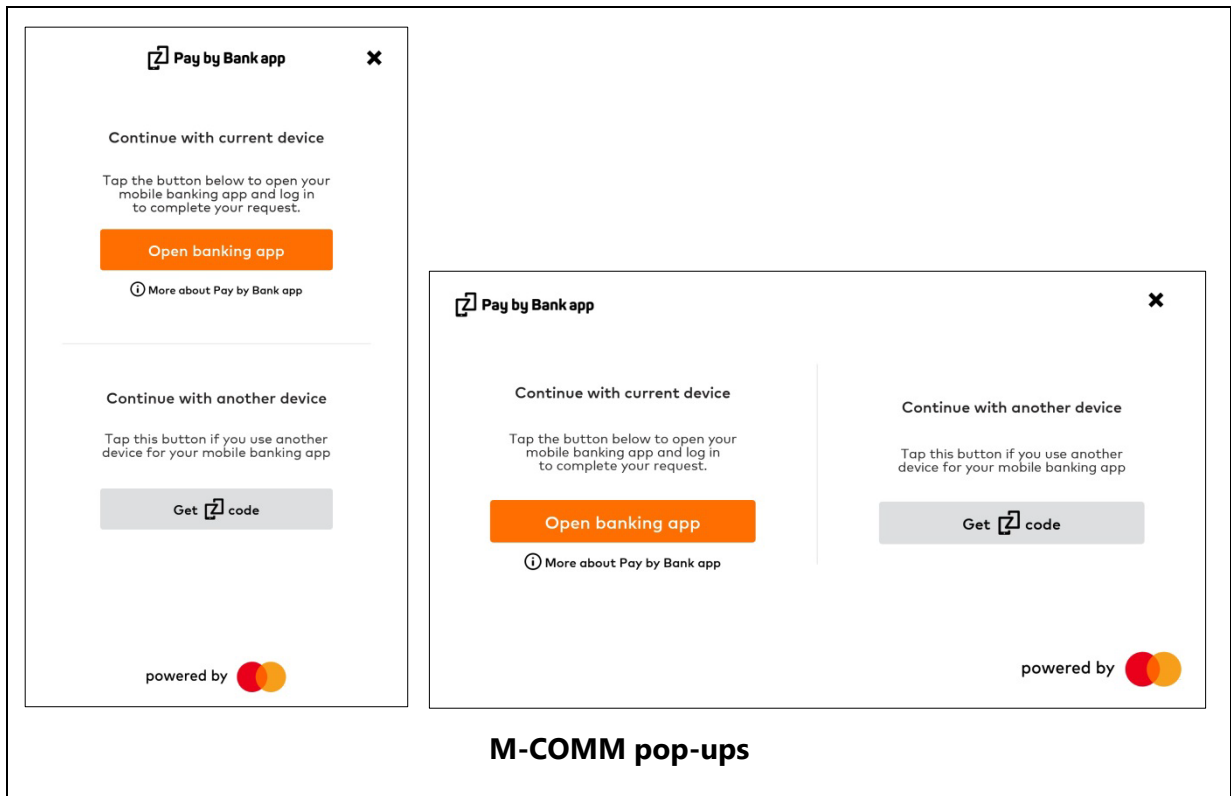 Pay by Bank app
Continue with current device
Tap the button below to open your
mobile banking app and log in
to complete your request.
Open banking app
More about Pay by Bank app
Continue with another device
Tap this button if you use another
device for your mobile banking app
Get code
powered by
Pay by Bank app
Continue with current device
Tap the button below to open your
mobile banking app and log in
to complete your request.
Open banking app
More about Pay by Bank app
Continue with another device
Tap this button if you use another
device for your mobile banking app
Get code
powered by
M-COMM pop-ups